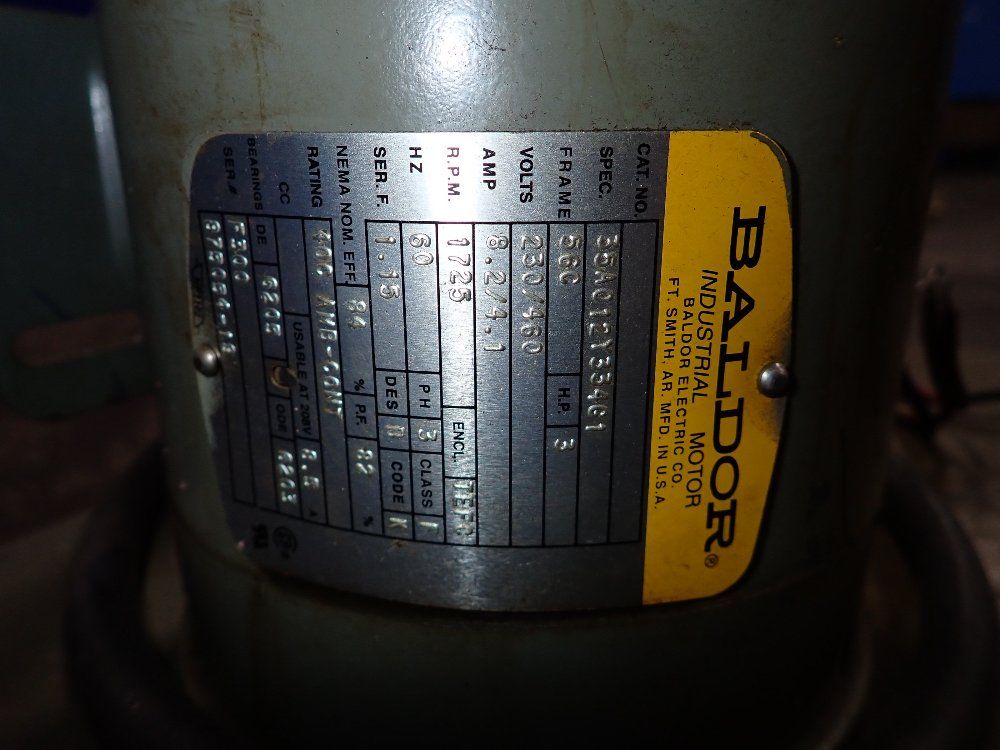 BALDOR®
INDUSTRIAL MOTOR
BALDOR ELECTRIC CO.
FT. SMITH, AR. MFD. IN U.S.A.
CAT. NO.
SPEC. 35A01213S461
FRAME 56C H.P. 3
VOLTS 230/460
AMP 8.2/4.1
R.P.M. 1725 ENCL. TEFC
HZ 60 PH 3 CLASS F
SER. F. 1.15 DES B CODE K
NEMA NOM. EFF. 84 % P.F. 82 %
RATING 40C AMB-CONT
CC USABLE AT 208V 8.5 A
BEARINGS DE 6205 ODE 6203
SER.# F300